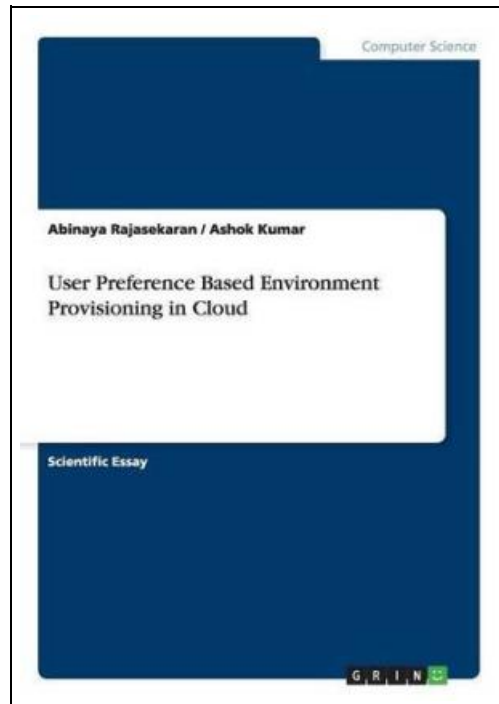 Computer Science
Abinaya Rajasekaran / Ashok Kumar
User Preference Based Environment
Provisioning in Cloud
Scientific Essay
GRIN